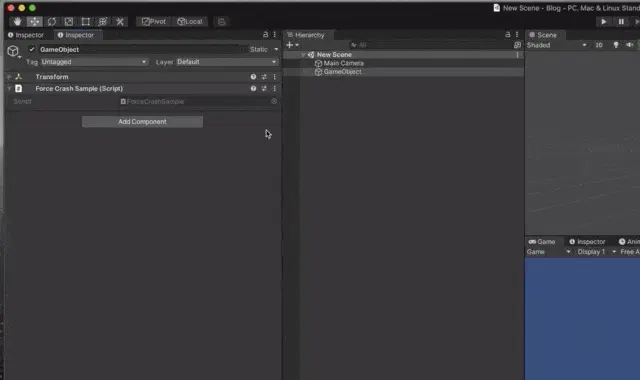 New Scene - Blog - PC, Mac & Linux Stand
Pivot Local
Inspector Inspector
GameObject Static
Tag Untagged Layer Default
Transform
Force Crash Sample (Script)
Script ForceCrashSample
Add Component
Hierarchy
All
New Scene
Main Camera
GameObject
Scene
Shaded 2D
Game Inspector Ani
Game Display 1 Free A